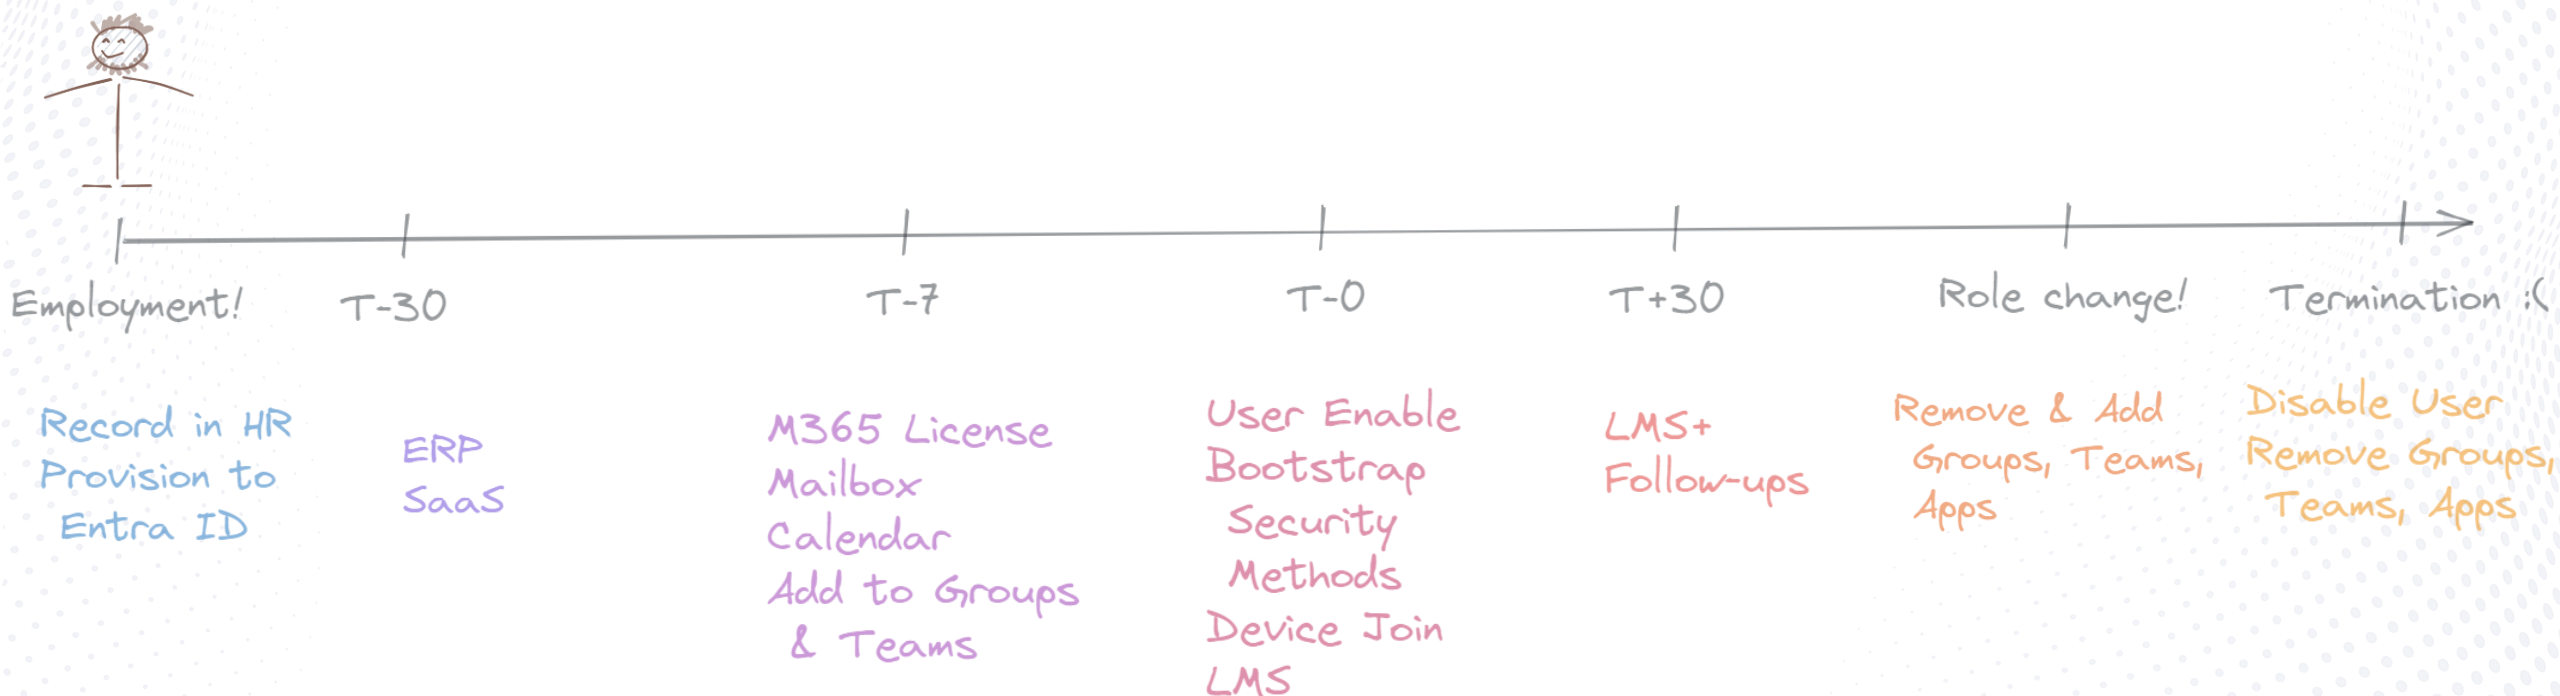 Employment!
T-30
T-7
T-0
T+30
Role change!
Termination :(
Record in HR
Provision to
Entra ID
ERP
SaaS
M365 License
Mailbox
Calendar
Add to Groups
& Teams
User Enable
Bootstrap
Security
Methods
Device Join
LMS
LMS+
Follow-ups
Remove & Add
Groups, Teams,
Apps
Disable User
Remove Groups,
Teams, Apps